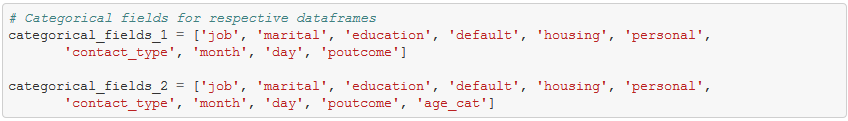 # Categorical fields for respective dataframes
categorical_fields_1 = ['job', 'marital', 'education', 'default', 'housing', 'personal',
       'contact_type', 'month', 'day', 'poutcome']

categorical_fields_2 = ['job', 'marital', 'education', 'default', 'housing', 'personal',
       'contact_type', 'month', 'day', 'poutcome', 'age_cat']